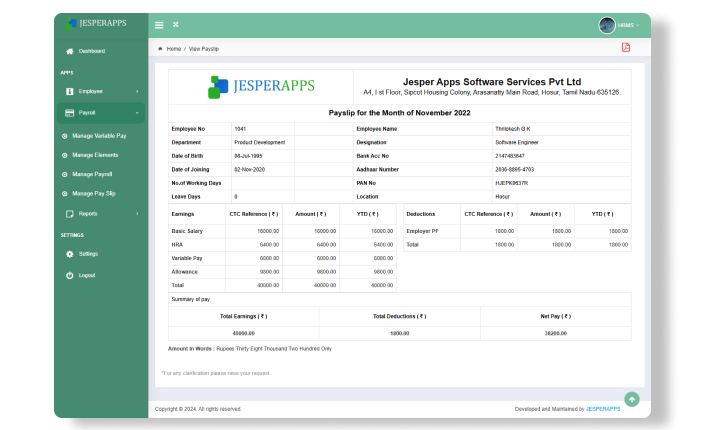 JESPERAPPS
HRMS
Dashboard
Home / View Payslip
APPS
Employee
Payroll
Manage Variable Pay
Manage Elements
Manage Payroll
Manage Pay Slip
Reports
SETTINGS
Settings
Logout
JESPERAPPS
Jesper Apps Software Services Pvt Ltd
A4, I st Floor, Sipcot Housing Colony, Arasanatty Main Road, Hosur, Tamil Nadu-635126.
Payslip for the Month of November 2022
Employee No 1041 Employee Name Thrilokesh G K
Department Product Development Designation Software Engineer
Date of Birth 06-Jul-1995 Bank Acc No 2147483647
Date of Joining 02-Nov-2020 Aadhaar Number 2036-8895-4703
No.of Working Days PAN No HJEPK0637R
Leave Days 0 Location Hosur
Earnings CTC Reference ( ₹ ) Amount ( ₹ ) YTD ( ₹ ) Deductions CTC Reference ( ₹ ) Amount ( ₹ ) YTD ( ₹ )
Basic Salary 16000.00 16000.00 16000.00 Employer PF 1800.00 1800.00 1800.00
HRA 6400.00 6400.00 6400.00 Total 1800.00 1800.00 1800.00
Variable Pay 6000.00 6000.00 6000.00
Allowance 9800.00 9800.00 9800.00
Total 40000.00 40000.00 40000.00
Summary of pay
Total Earnings ( ₹ ) Total Deductions ( ₹ ) Net Pay ( ₹ )
40000.00 1800.00 38200.00
Amount In Words : Rupees Thirty Eight Thousand Two Hundred Only
*For any clarification please raise your request.
Copyright © 2024. All rights reserved.
Developed and Maintained by JESPERAPPS